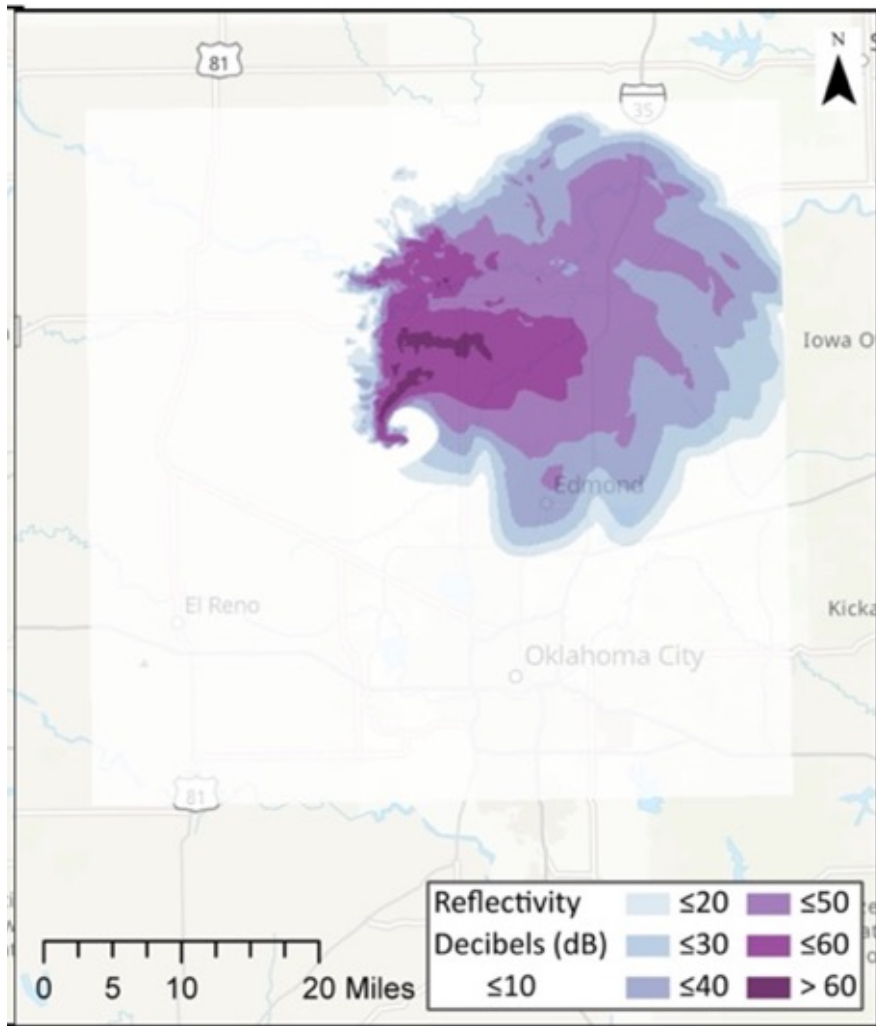 N
81
35
Iowa O
Edmond
El Reno
Kicka
Oklahoma City
81
Reflectivity ≤20 ≤50
Decibels (dB) ≤30 ≤60
≤10 ≤40 > 60
0 5 10 20 Miles